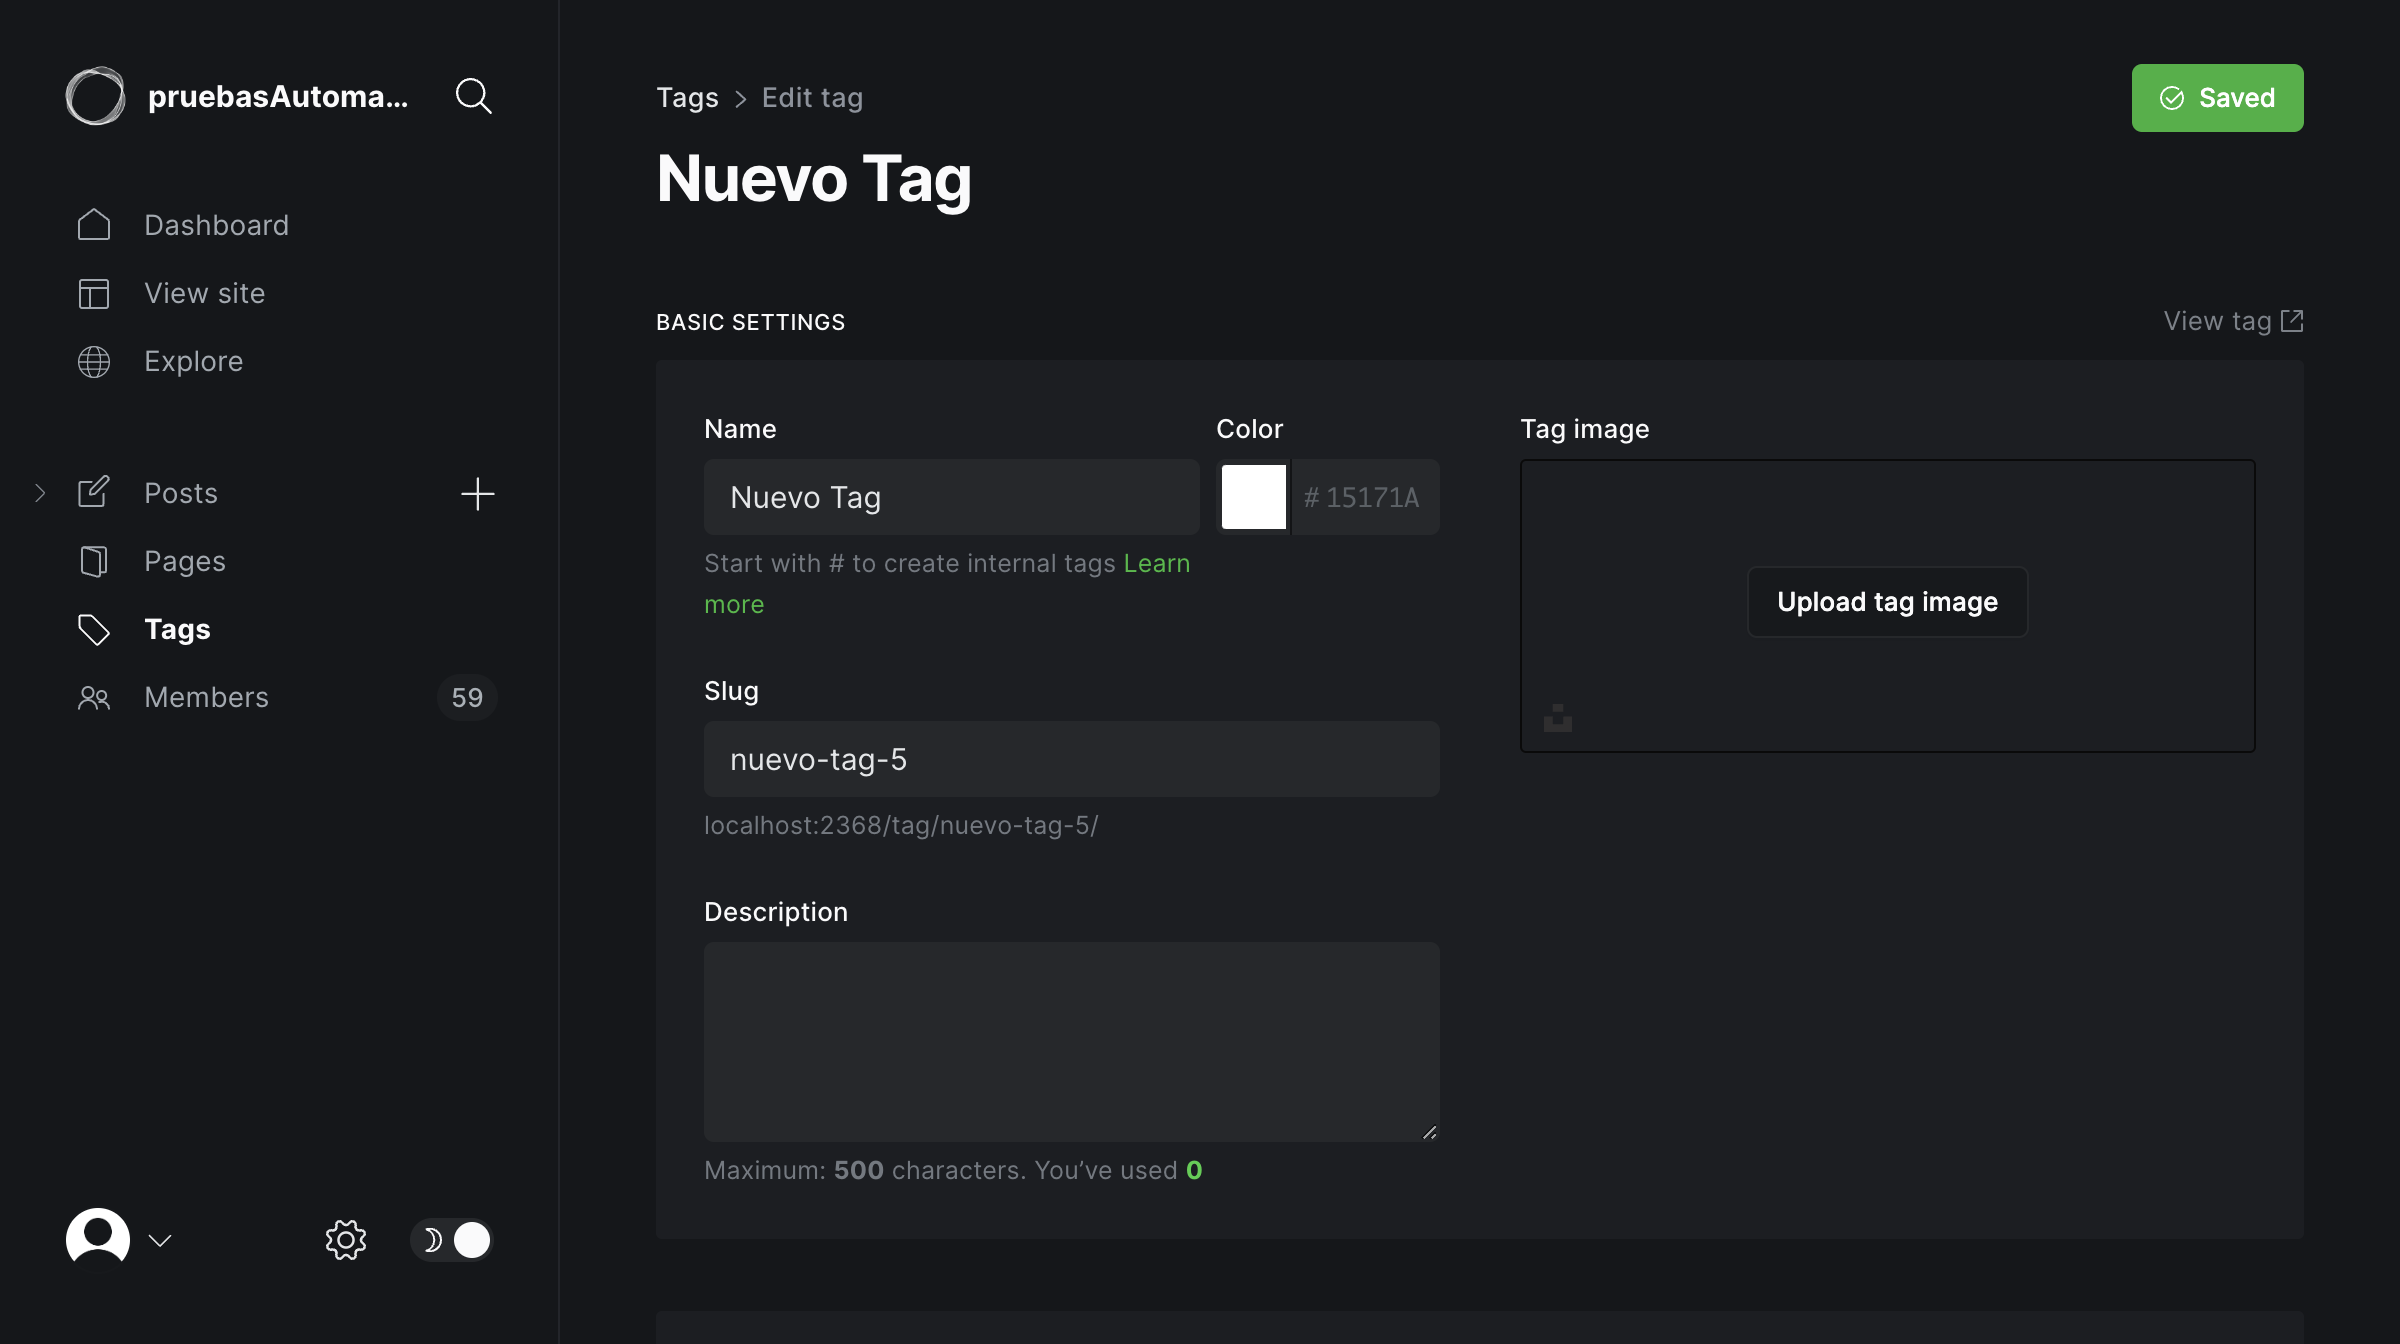 pruebasAutoma...
Dashboard
View site
Explore
Posts
Pages
Tags
Members
59
Tags > Edit tag
Saved
Nuevo Tag
BASIC SETTINGS
View tag
Name
Nuevo Tag
Start with # to create internal tags Learn
more
Color
# 15171A
Slug
nuevo-tag-5
localhost:2368/tag/nuevo-tag-5/
Description
Maximum: 500 characters. You’ve used 0
Tag image
Upload tag image